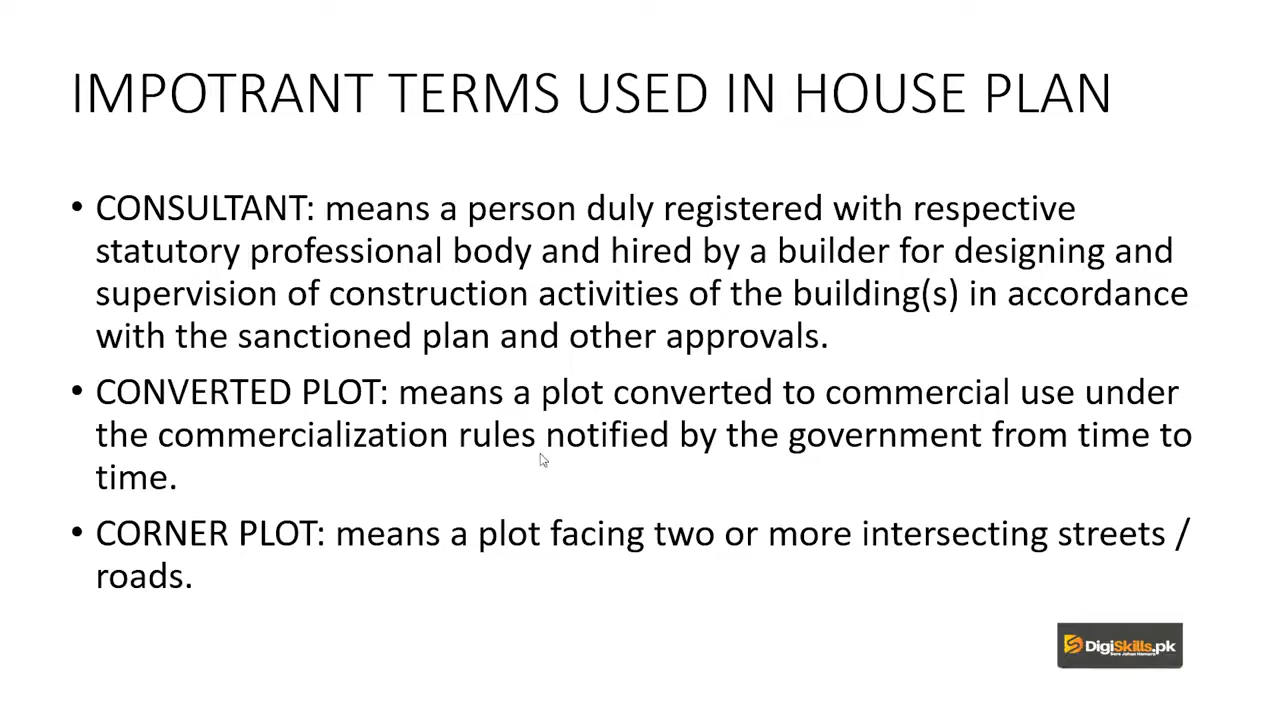 IMPOTRANT TERMS USED IN HOUSE PLAN
• CONSULTANT: means a person duly registered with respective
statutory professional body and hired by a builder for designing and
supervision of construction activities of the building(s) in accordance
with the sanctioned plan and other approvals.
• CONVERTED PLOT: means a plot converted to commercial use under
the commercialization rules notified by the government from time to
time.
• CORNER PLOT: means a plot facing two or more intersecting streets /
roads.
DigiSkills.pk